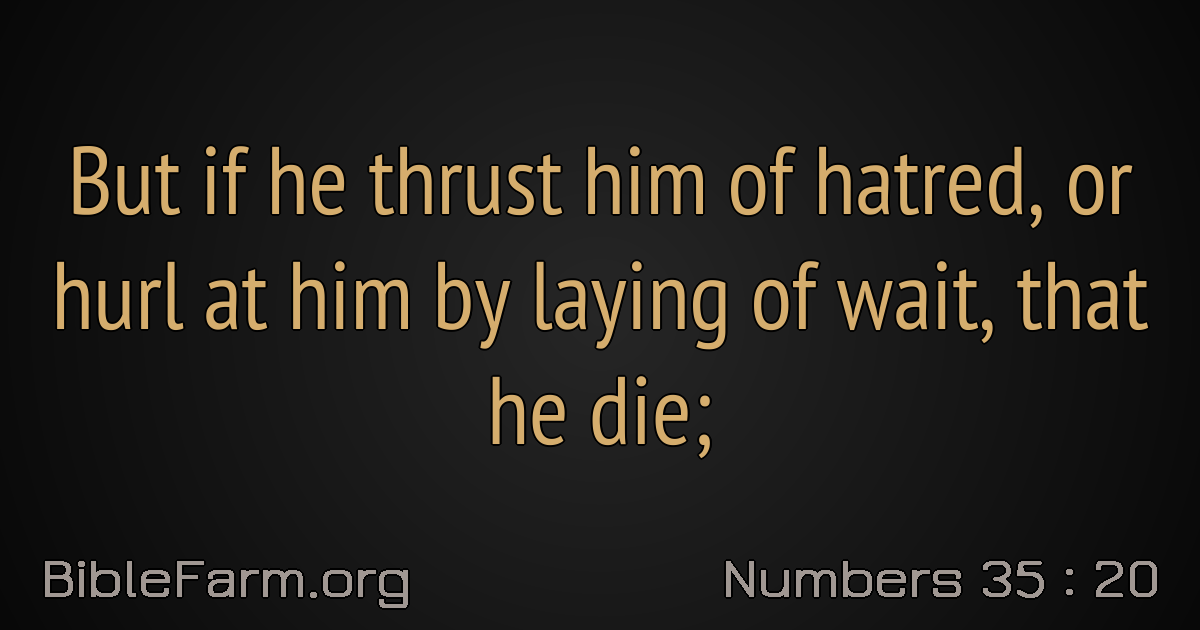 But if he thrust him of hatred, or
hurl at him by laying of wait, that
he die;
BibleFarm.org
Numbers 35 : 20